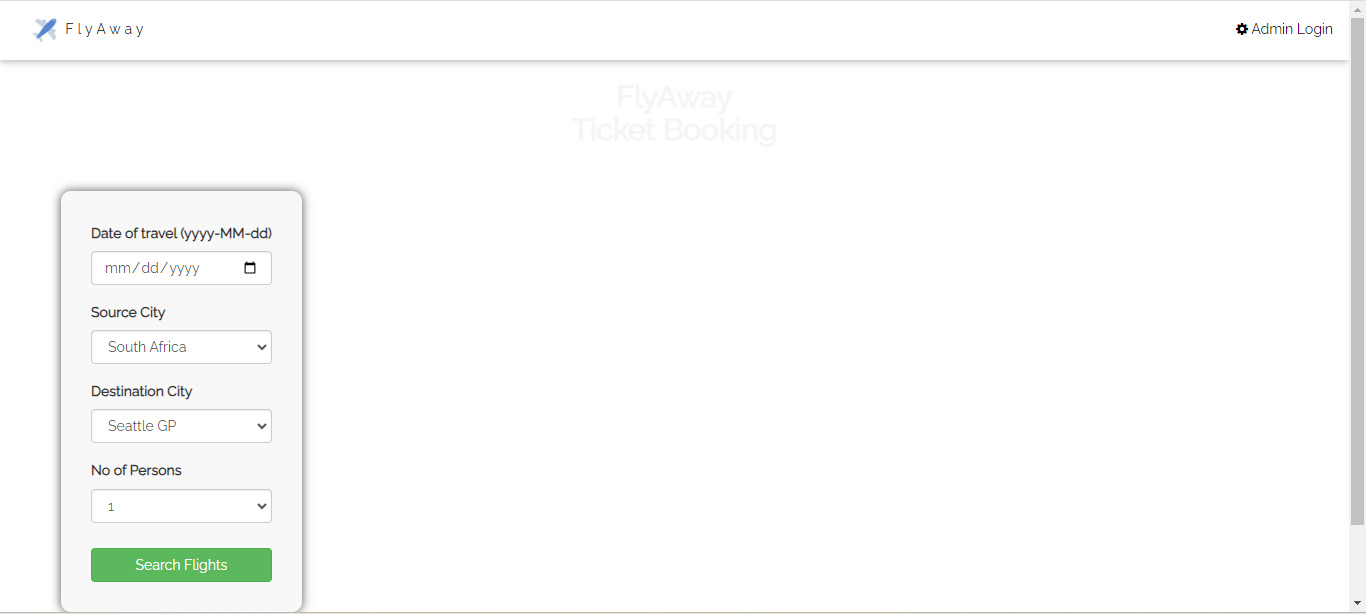 FlyAway
Admin Login
FlyAway
Ticket Booking
Date of travel (yyyy-MM-dd)
mm/dd/yyyy
Source City
South Africa
Destination City
Seattle GP
No of Persons
1
Search Flights